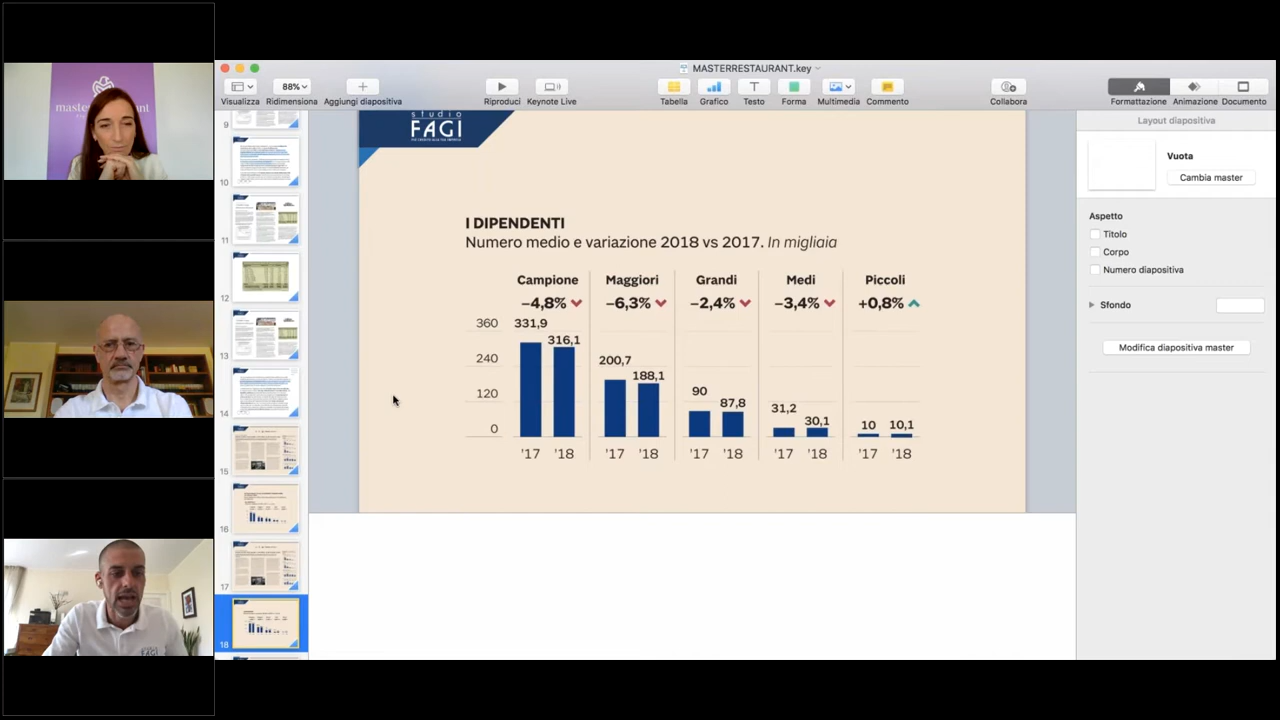 MASTERRESTAURANT.key
88%
Visualizza Ridimensiona Aggiungi diapositiva Riproduci Keynote Live Tabella Grafico Testo Forma Multimedia Commento Collabora Formattazione Animazione Documento
Layout diapositiva
Vuota
Cambia master
Aspetto
Titolo
Corpo
Numero diapositiva
Sfondo
Modifica diapositiva master
9
10
11
12
13
14
15
16
17
18
studio
FAGI
I DIPENDENTI
Numero medio e variazione 2018 vs 2017. In migliaia
Campione Maggiori Grandi Medi Piccoli
–4,8% –6,3% –2,4% –3,4% +0,8%
360
240
120
0
331,9 316,1
200,7 188,1
90 87,8
31,2 30,1
10 10,1
'17 '18 '17 '18 '17 '18 '17 '18 '17 '18
FAGI